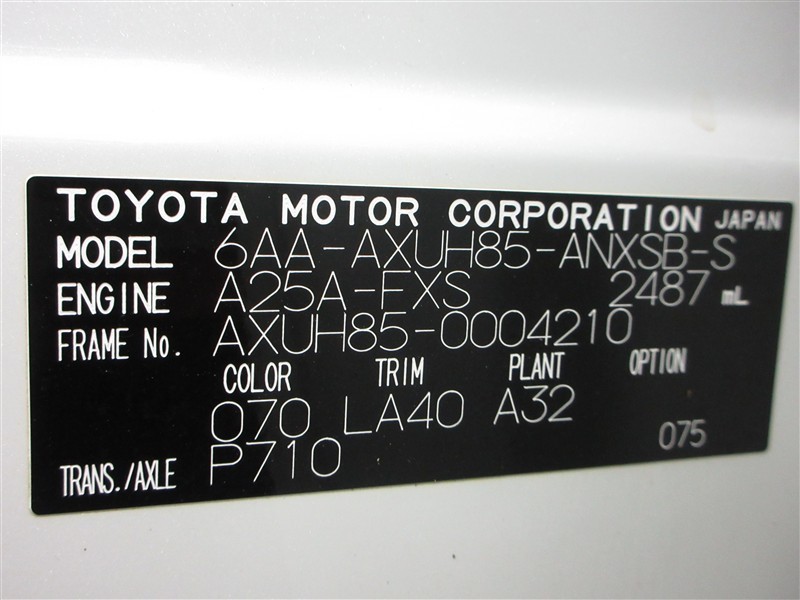 TOYOTA MOTOR CORPORATION JAPAN
MODEL 6AA-AXUH85-ANXSB-S
ENGINE A25A-FXS 2487 mL
FRAME No. AXUH85-0004210
COLOR TRIM PLANT OPTION
070 LA40 A32
075
TRANS./AXLE P710